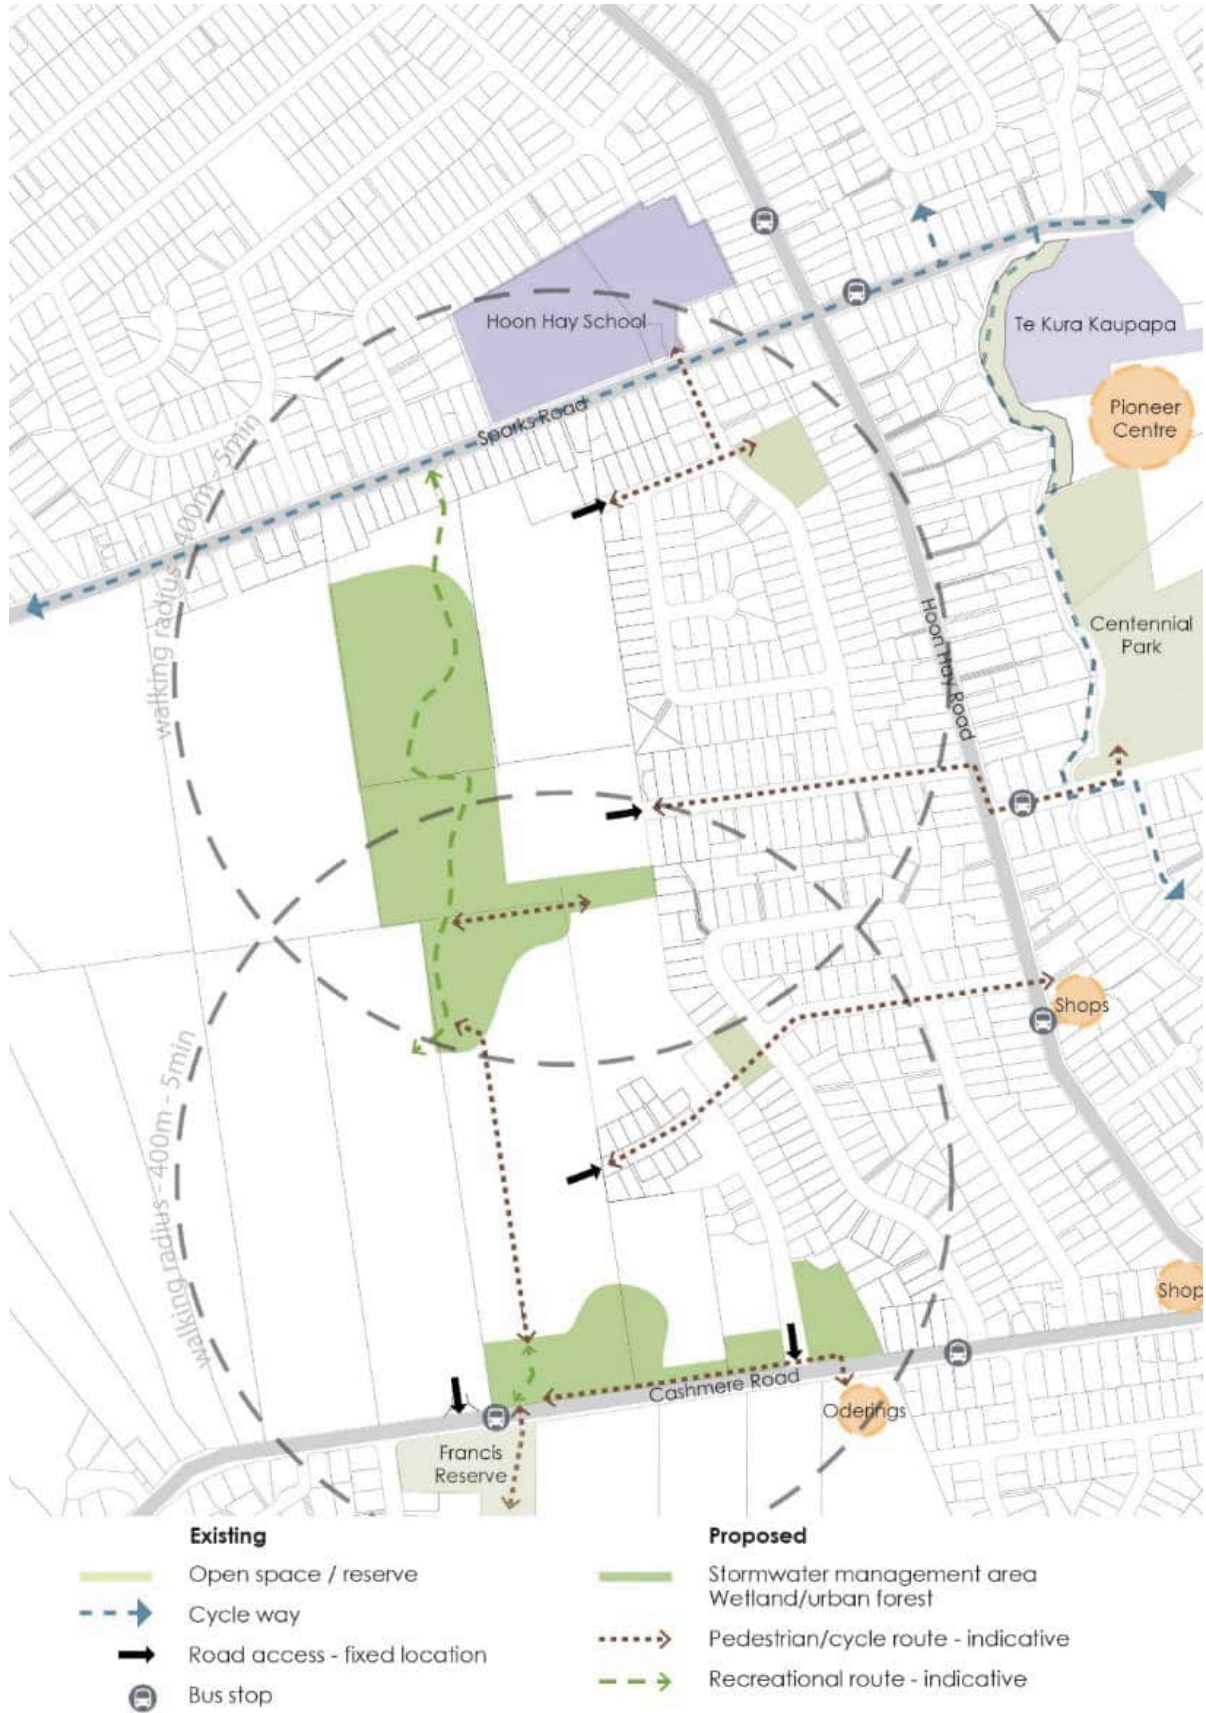 Hoon Hay School
Te Kura Kaupapa
Pioneer
Centre
Sparks Road
walking radius - 400m - 5min
Hoon Hay Road
Centennial
Park
Shops
walking radius - 400m - 5min
Shop
Cashmere Road
Oderings
Francis
Reserve
Existing
Open space / reserve
Cycle way
Road access - fixed location
Bus stop
Proposed
Stormwater management area
Wetland/urban forest
Pedestrian/cycle route - indicative
Recreational route - indicative